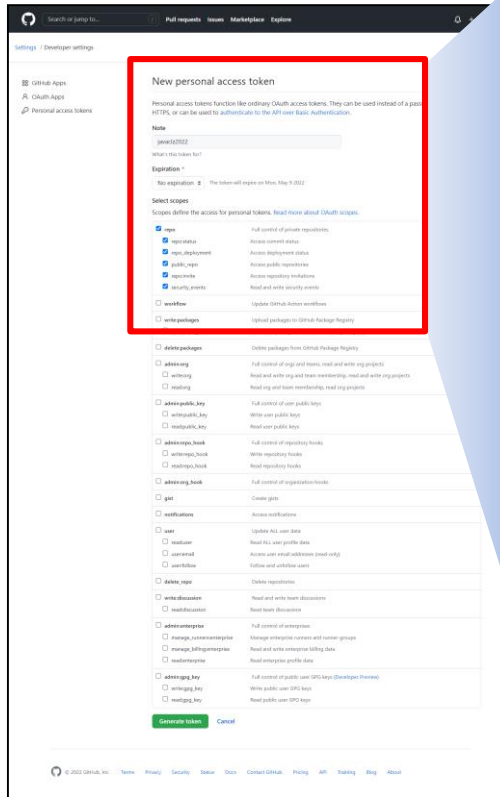 Search or jump to...
/
Pull requests Issues Marketplace Explore
Settings / Developer settings
GitHub Apps
OAuth Apps
Personal access tokens
New personal access token
Personal access tokens function like ordinary OAuth access tokens. They can be used instead of a pass
HTTPS, or can be used to authenticate to the API over Basic Authentication.
Note
javacla2022
What's this token for?
Expiration *
No expiration The token will expire on Mon, May 9 2022
Select scopes
Scopes define the access for personal tokens. Read more about OAuth scopes.
repo Full control of private repositories
repo:status Access commit status
repo_deployment Access deployment status
public_repo Access public repositories
repo:invite Access repository invitations
security_events Read and write security events
workflow Update GitHub Action workflows
write:packages Upload packages to GitHub Package Registry
delete:packages Delete packages from GitHub Package Registry
admin:org Full control of orgs and teams, read and write org projects
write:org Read and write org and team membership, read and write org projects
read:org Read org and team membership, read org projects
admin:public_key Full control of user public keys
write:public_key Write user public keys
read:public_key Read user public keys
admin:repo_hook Full control of repository hooks
write:repo_hook Write repository hooks
read:repo_hook Read repository hooks
admin:org_hook Full control of organization hooks
gist Create gists
notifications Access notifications
user Update ALL user data
read:user Read ALL user profile data
user:email Access user email addresses (read-only)
user:follow Follow and unfollow users
delete_repo Delete repositories
write:discussion Read and write team discussions
read:discussion Read team discussions
admin:enterprise Full control of enterprises
manage_runners:enterprise Manage enterprise runners and runner-groups
manage_billing:enterprise Read and write enterprise billing data
read:enterprise Read enterprise profile data
admin:gpg_key Full control of public user GPG keys (Developer Preview)
write:gpg_key Write public user GPG keys
read:gpg_key Read public user GPG keys
Generate token Cancel
© 2022 GitHub, Inc. Terms Privacy Security Status Docs Contact GitHub Pricing API Training Blog About